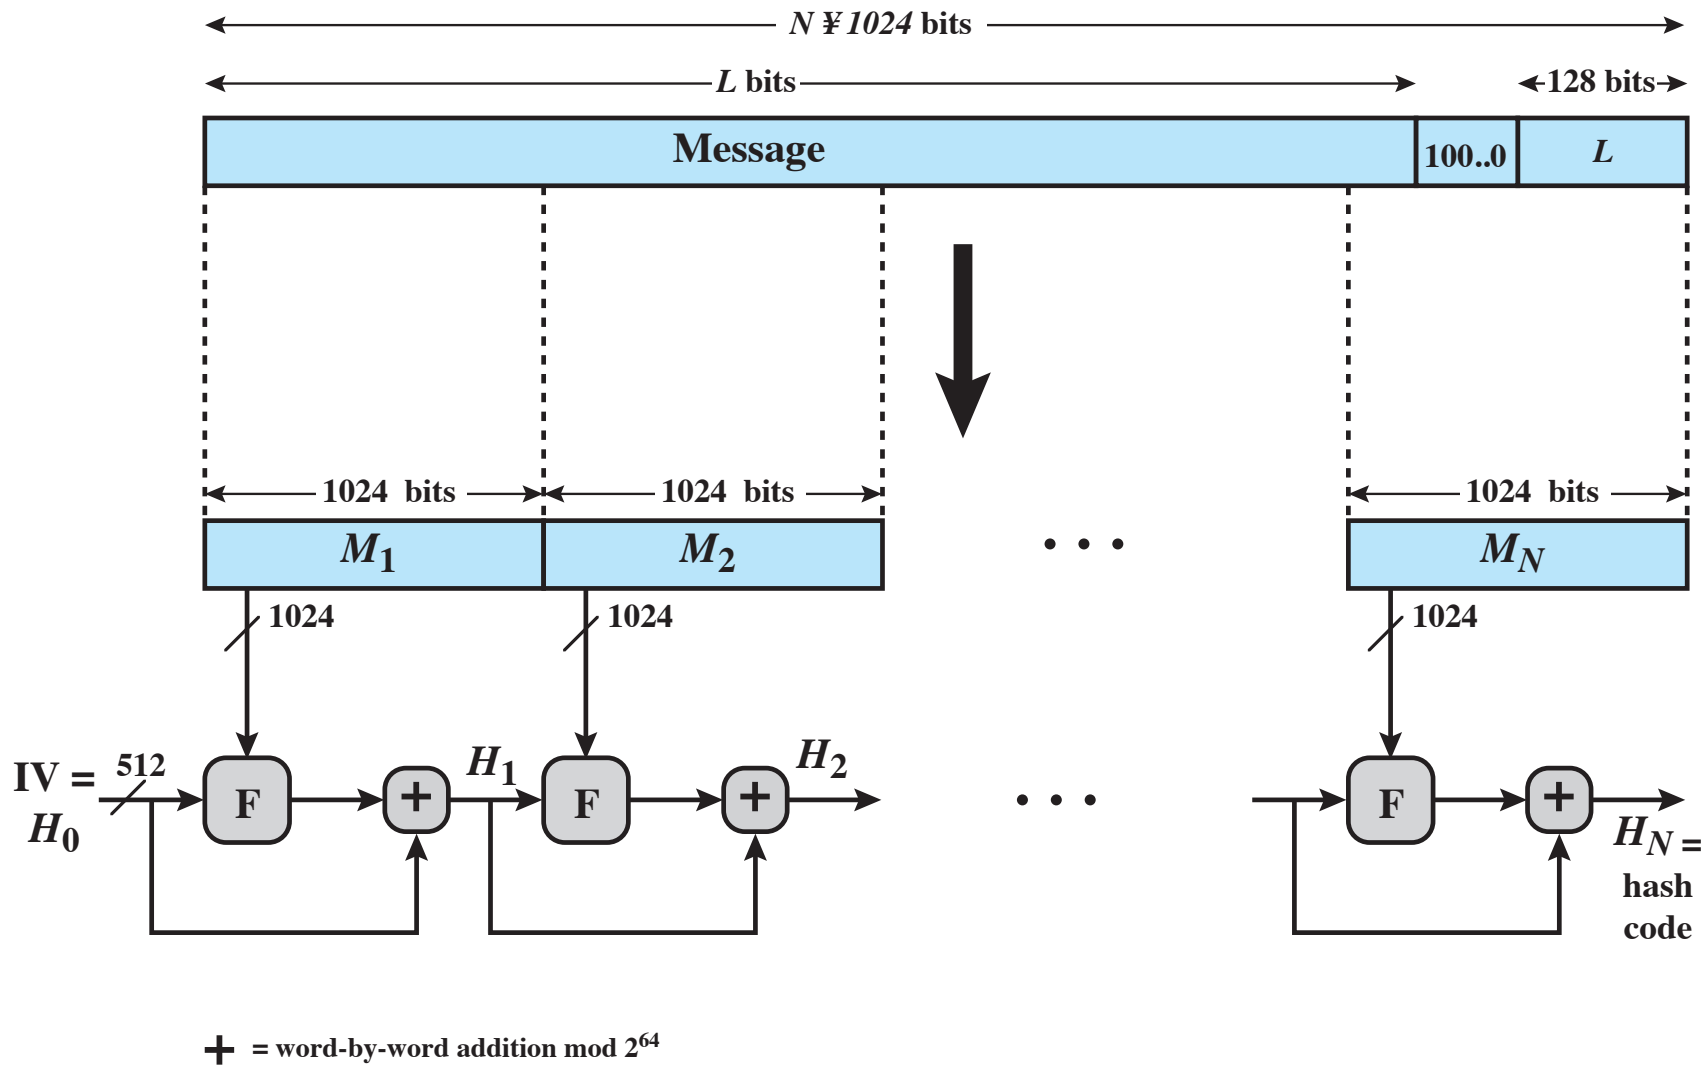 N ¥ 1024 bits
L bits
128 bits
Message
100..0
L
1024 bits
1024 bits
1024 bits
M1
M2
• • •
MN
1024
1024
1024
IV =
H0
512
F
+
H1
F
+
H2
• • •
F
+
HN =
hash
code
+ = word-by-word addition mod 2^64